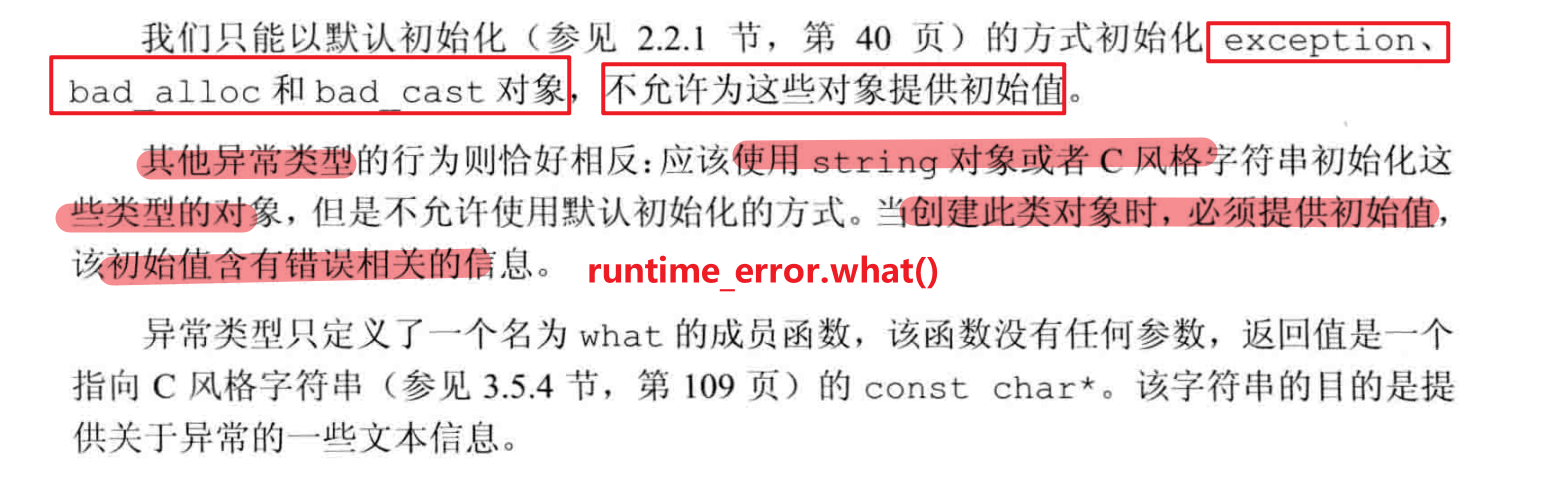 我们只能以默认初始化（参见 2.2.1 节，第 40 页）的方式初始化 exception、
bad_alloc 和 bad_cast 对象，不允许为这些对象提供初始值。
其他异常类型的行为则恰好相反：应该使用 string 对象或者 C 风格字符串初始化这
些类型的对象，但是不允许使用默认初始化的方式。当创建此类对象时，必须提供初始值，
该初始值含有错误相关的信息。 runtime_error.what()
异常类型只定义了一个名为 what 的成员函数，该函数没有任何参数，返回值是一个
指向 C 风格字符串（参见 3.5.4 节，第 109 页）的 const char*。该字符串的目的是提
供关于异常的一些文本信息。